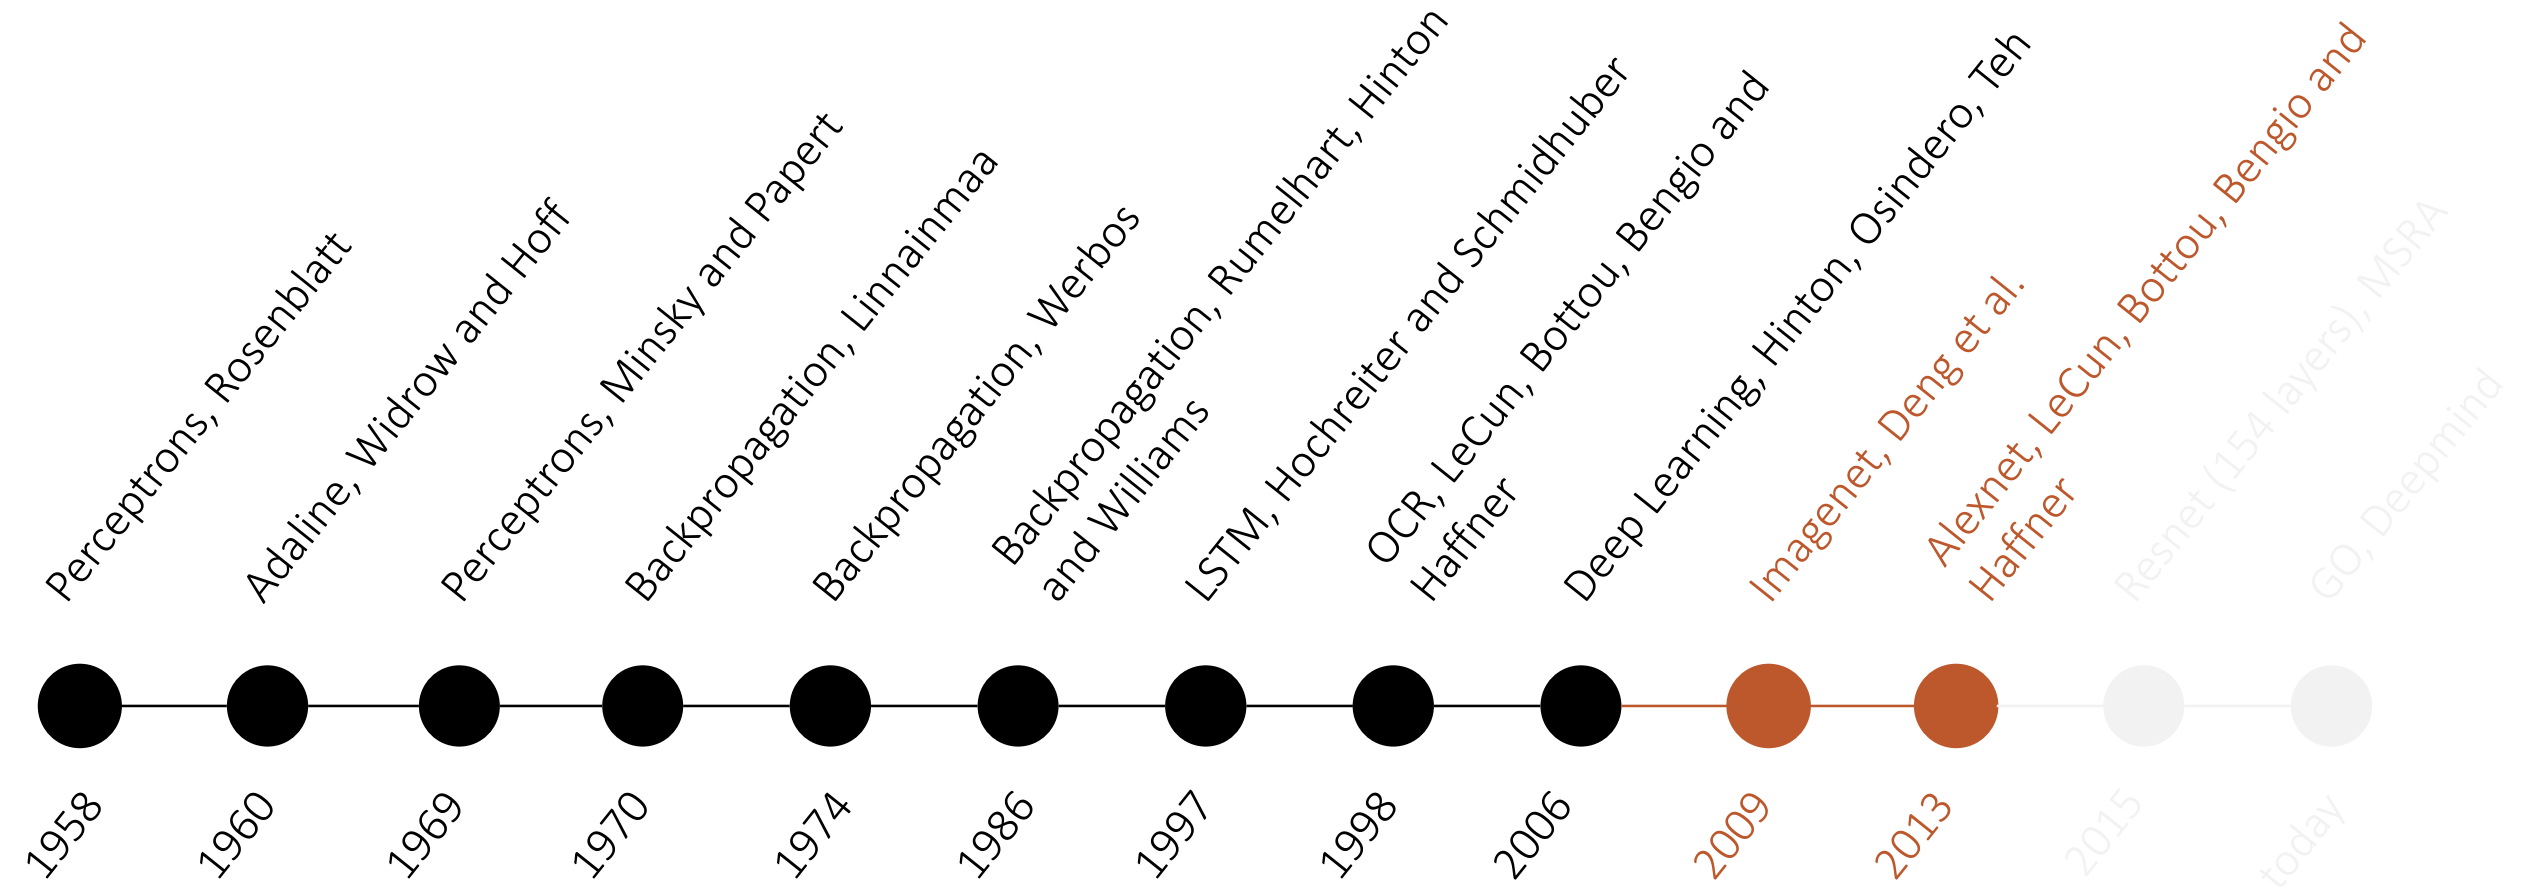 Perceptrons, Rosenblatt
Adaline, Widrow and Hoff
Perceptrons, Minsky and Papert
Backpropagation, Linnainmaa
Backpropagation, Werbos
Backpropagation, Rumelhart, Hinton
and Williams
LSTM, Hochreiter and Schmidhuber
OCR, LeCun, Bottou, Bengio and
Haffner
Deep Learning, Hinton, Osindero, Teh
Imagenet, Deng et al.
Alexnet, LeCun, Bottou, Bengio and
Haffner
Resnet (154 layers), MSRA
GO, Deepmind
1958
1960
1969
1970
1974
1986
1997
1998
2006
2009
2013
2015
today